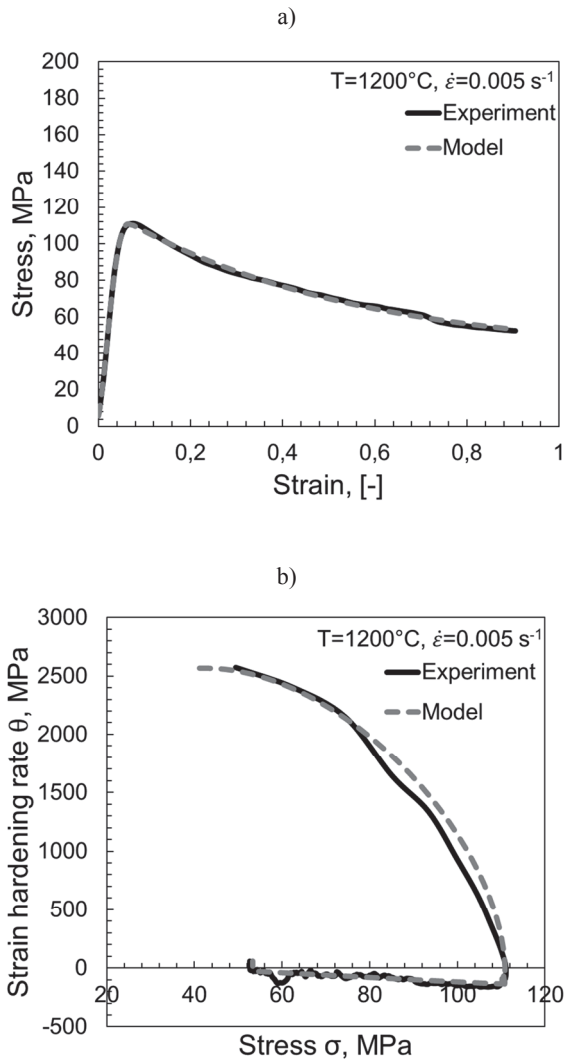 a)
T=1200°C, ε̇=0.005 s⁻¹
Experiment
Model
Stress, MPa
200
180
160
140
120
100
80
60
40
20
0
0 0,2 0,4 0,6 0,8 1
Strain, [-]
b)
T=1200°C, ε̇=0.005 s⁻¹
Experiment
Model
Strain hardening rate θ, MPa
3000
2500
2000
1500
1000
500
0
-500
20 40 60 80 100 120
Stress σ, MPa